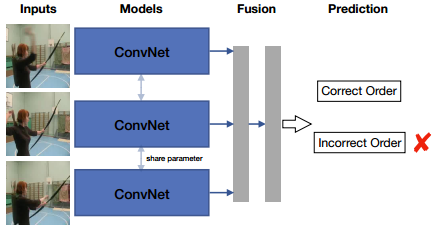 Inputs Models Fusion Prediction
ConvNet
Correct Order
ConvNet
Incorrect Order
share parameter
ConvNet